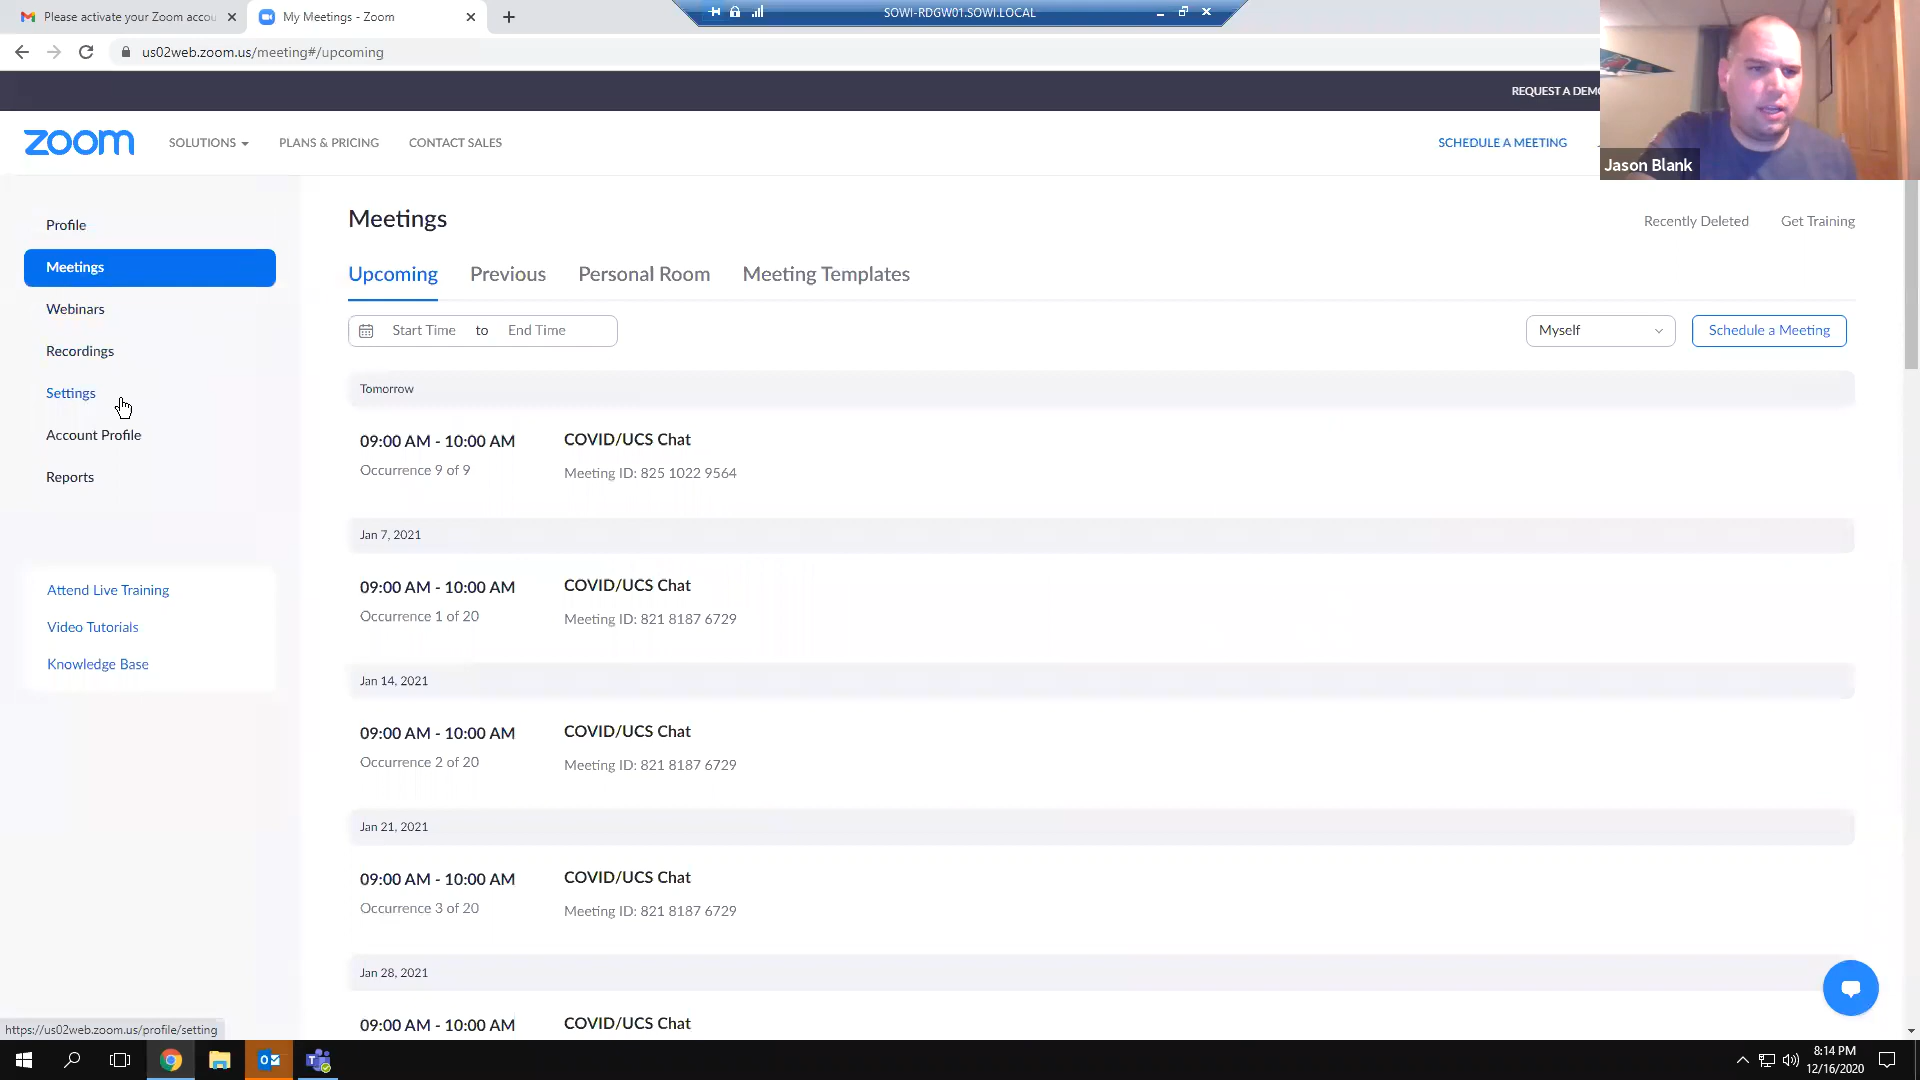 Please activate your Zoom accou
My Meetings - Zoom
SOWI-RDGW01.SOWI.LOCAL
us02web.zoom.us/meeting#/upcoming
REQUEST A DEMO
zoom
SOLUTIONS
PLANS & PRICING
CONTACT SALES
SCHEDULE A MEETING
Jason Blank
Profile
Meetings
Webinars
Recordings
Settings
Account Profile
Reports
Attend Live Training
Video Tutorials
Knowledge Base
Meetings
Recently Deleted
Get Training
Upcoming
Previous
Personal Room
Meeting Templates
Start Time to End Time
Myself
Schedule a Meeting
Tomorrow
09:00 AM - 10:00 AM
COVID/UCS Chat
Occurrence 9 of 9
Meeting ID: 825 1022 9564
Jan 7, 2021
09:00 AM - 10:00 AM
COVID/UCS Chat
Occurrence 1 of 20
Meeting ID: 821 8187 6729
Jan 14, 2021
09:00 AM - 10:00 AM
COVID/UCS Chat
Occurrence 2 of 20
Meeting ID: 821 8187 6729
Jan 21, 2021
09:00 AM - 10:00 AM
COVID/UCS Chat
Occurrence 3 of 20
Meeting ID: 821 8187 6729
Jan 28, 2021
09:00 AM - 10:00 AM
COVID/UCS Chat
https://us02web.zoom.us/profile/setting
8:14 PM
12/16/2020